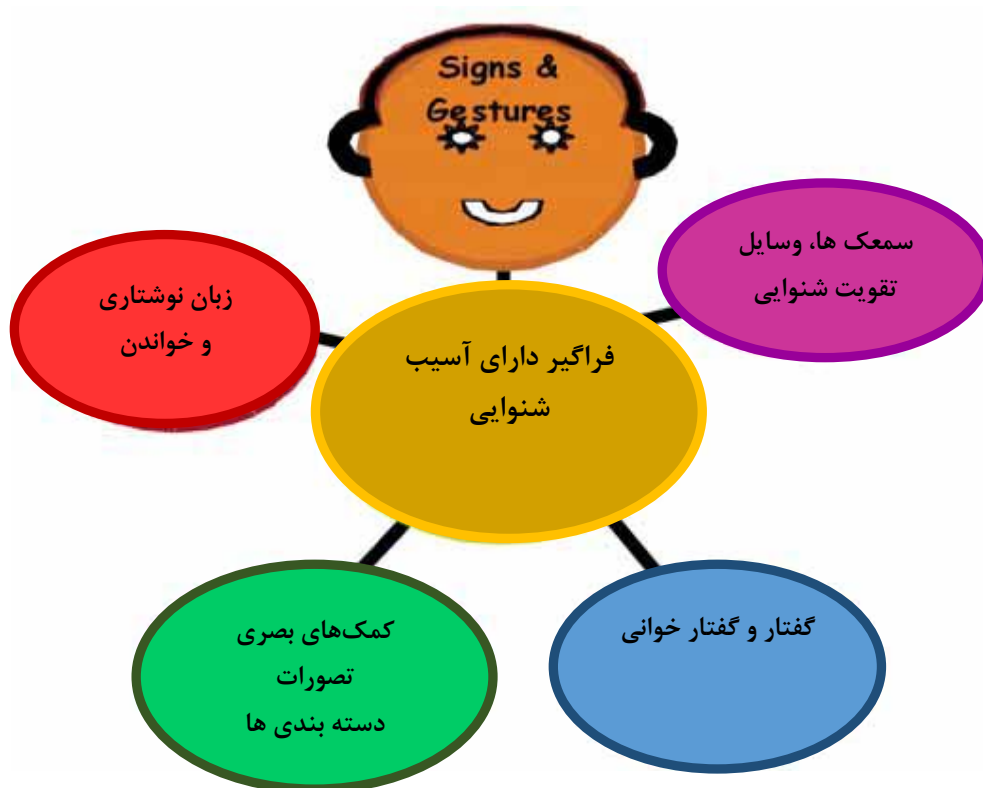 Signs &
Gestures
سمعک ها، وسایل
تقویت شنوایی
زبان نوشتاری
و خواندن
فراگیر دارای آسیب
شنوایی
گفتار و گفتار خوانی
کمک‌های بصری
تصورات
دسته بندی ها